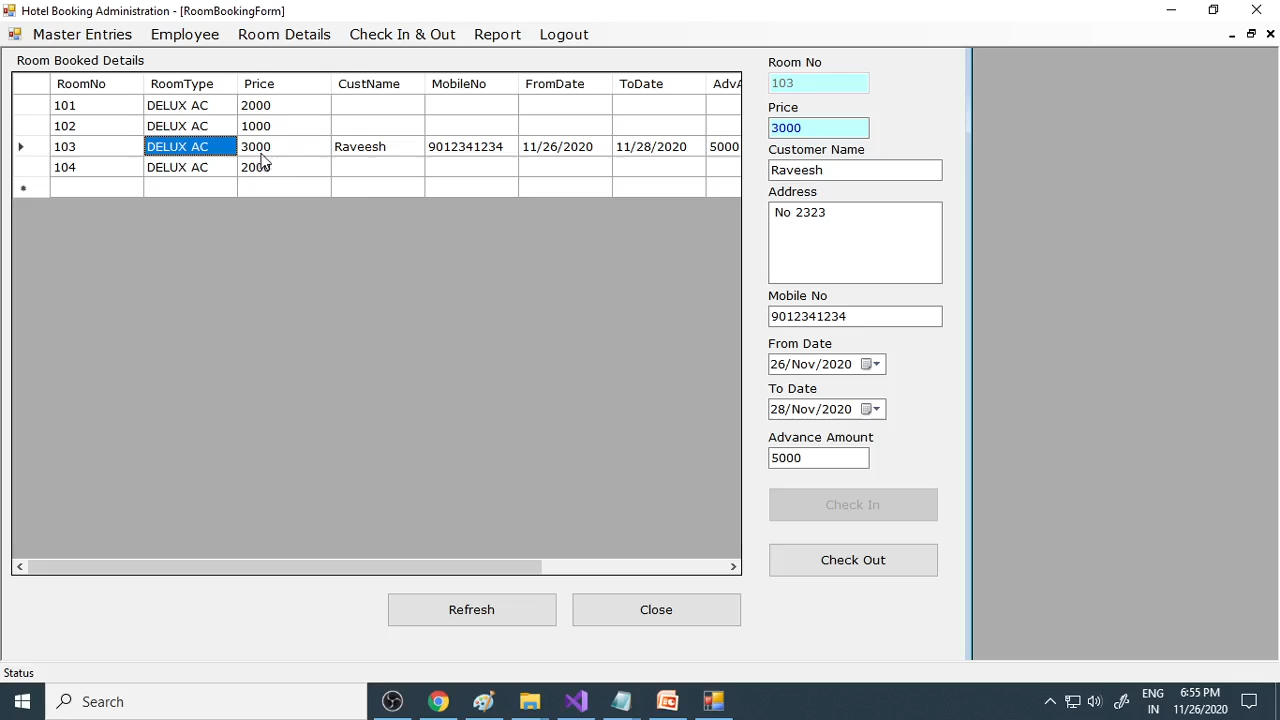 Hotel Booking Administration - [RoomBookingForm]
Master Entries Employee Room Details Check In & Out Report Logout
Room Booked Details
RoomNo RoomType Price CustName MobileNo FromDate ToDate AdvA
101 DELUX AC 2000
102 DELUX AC 1000
103 DELUX AC 3000 Raveesh 9012341234 11/26/2020 11/28/2020 5000
104 DELUX AC 2000
Room No
103
Price
3000
Customer Name
Raveesh
Address
No 2323
Mobile No
9012341234
From Date
26/Nov/2020
To Date
28/Nov/2020
Advance Amount
5000
Check In
Check Out
Refresh Close
Status
Search
ENG
IN
6:55 PM
11/26/2020